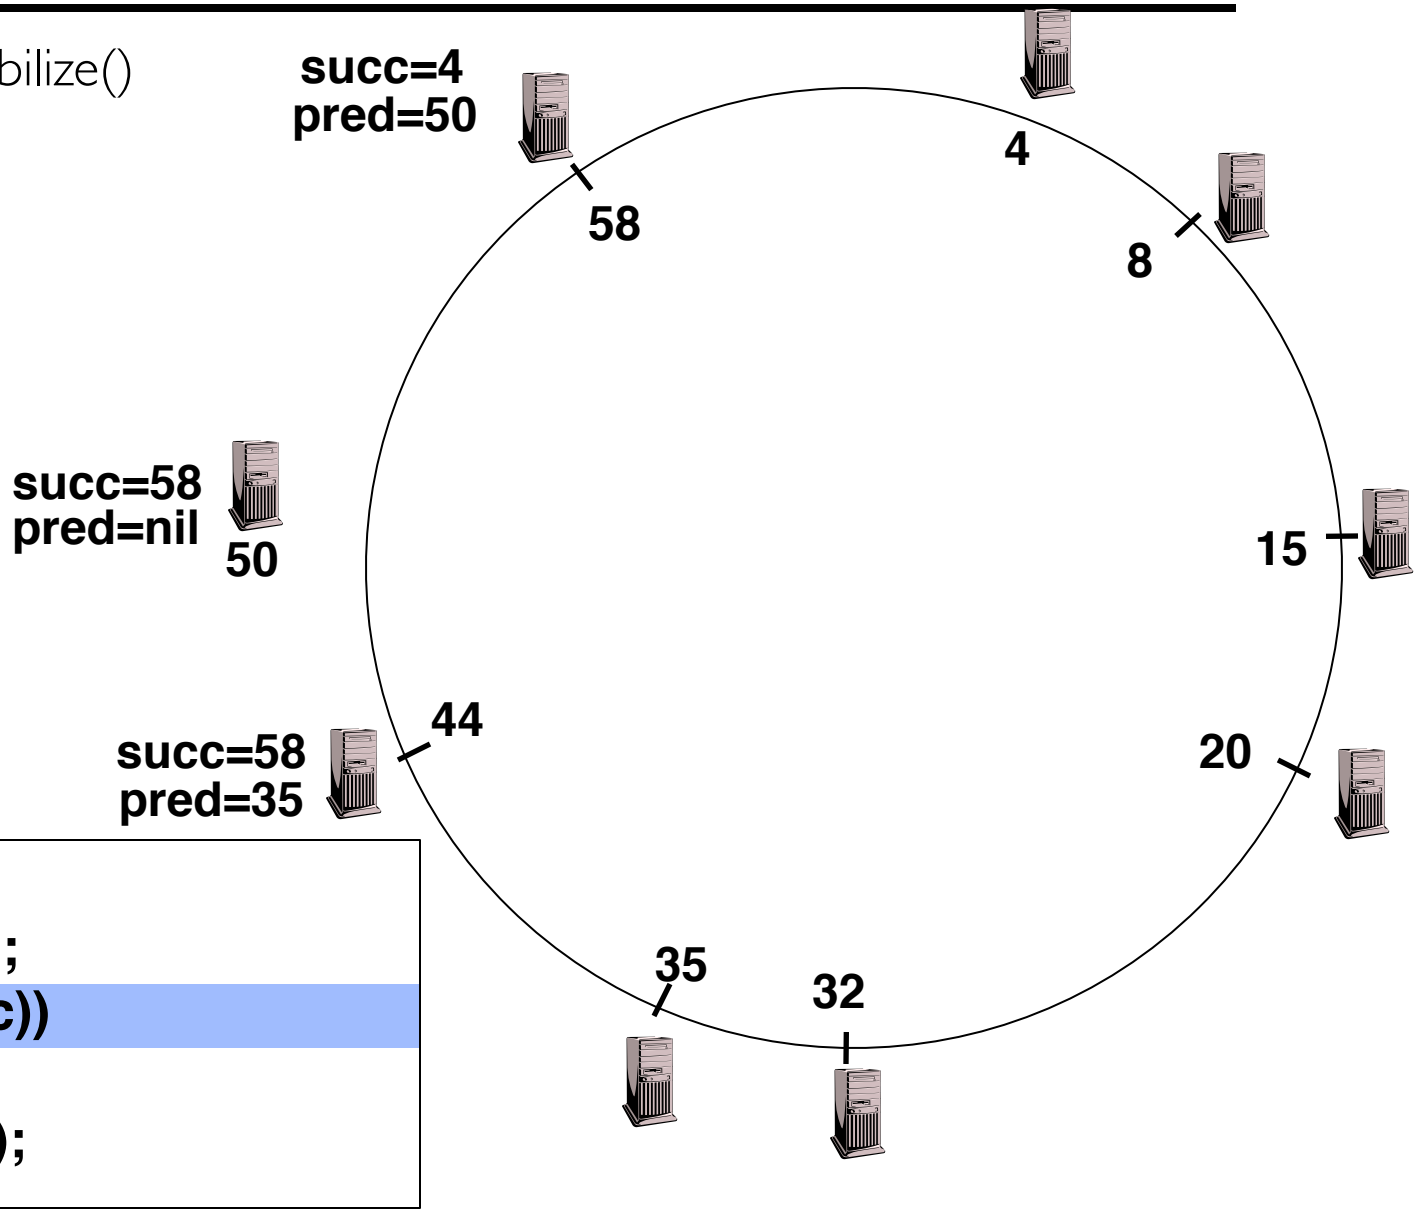 bilize()
succ=4
pred=50
4
58
8
succ=58
pred=nil
50
15
44
succ=58
pred=35
20
35
32
;
c))
);